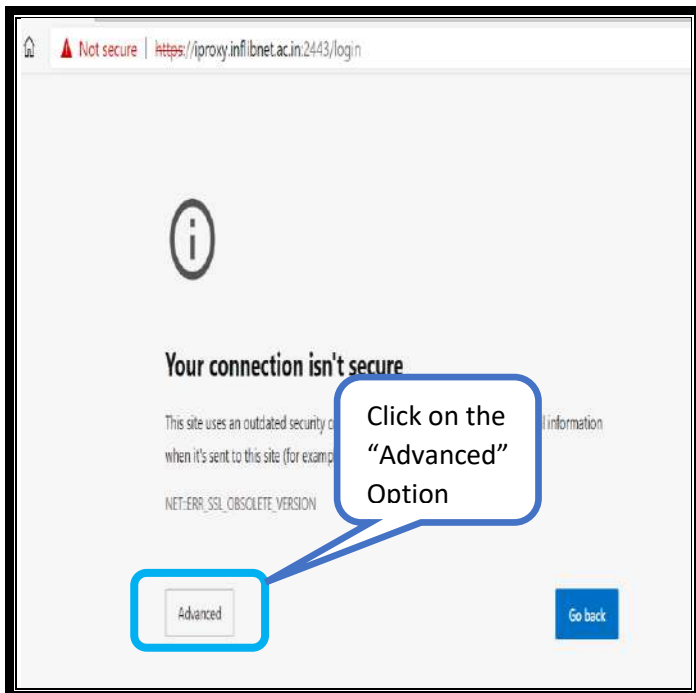 Not secure | https://iproxy.inflibnet.ac.in:2443/login
Your connection isn't secure
This site uses an outdated security c
l information
when it's sent to this site (for examp
NET::ERR_SSL_OBSOLETE_VERSION
Click on the
“Advanced”
Option
Advanced
Go back